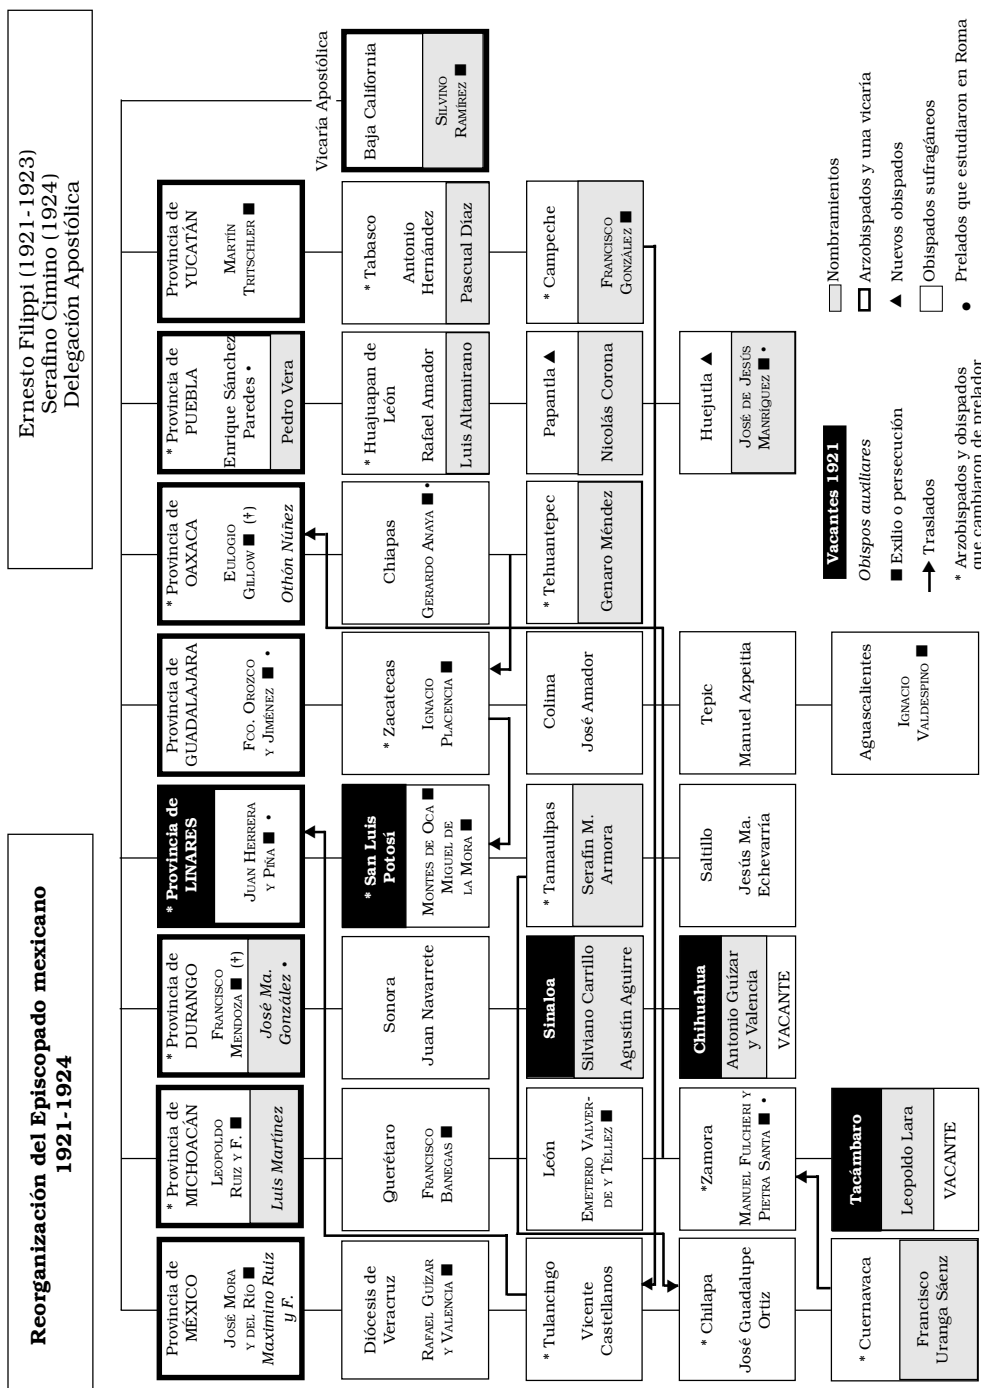 Reorganización del Episcopado mexicano
1921-1924
Ernesto Filippi (1921-1923)
Serafino Cimino (1924)
Delegación Apostólica
Provincia de
MÉXICO
JOSÉ MORA
Y DEL RÍO ■
Maximino Ruiz
y F.
* Provincia de
MICHOACÁN
LEOPOLDO
RUIZ Y F. ■
Luis Martínez
* Provincia de
DURANGO
FRANCISCO
MENDOZA ■ (†)
José Ma.
González •
* Provincia de
LINARES
JUAN HERRERA
Y PIÑA ■ •
Provincia de
GUADALAJARA
FCO. OROZCO
Y JIMÉNEZ ■ •
* Provincia de
OAXACA
EULOGIO
GILLOW ■ (†)
Othón Núñez
* Provincia de
PUEBLA
Enrique Sánchez
Paredes •
Pedro Vera
Provincia de
YUCATÁN
MARTÍN
TRITSCHLER ■
Vicaría Apostólica
Diócesis de
Veracruz
RAFAEL GUÍZAR
Y VALENCIA ■
Querétaro
FRANCISCO
BANEGAS ■
Sonora
Juan Navarrete
* San Luis
Potosí
MONTES DE OCA ■
MIGUEL DE
LA MORA ■
* Zacatecas
IGNACIO
PLACENCIA ■
Chiapas
GERARDO ANAYA ■ •
* Huajuapan de
León
Rafael Amador
Luis Altamirano
* Tabasco
Antonio
Hernández
Pascual Díaz
Baja California
SILVINO
RAMÍREZ ■
* Tulancingo
Vicente
Castellanos
León
EMETERIO VALVER-
DE Y TÉLLEZ ■
Sinaloa
Silviano Carrillo
Agustín Aguirre
* Tamaulipas
Serafín M.
Armora
Colima
José Amador
* Tehuantepec
Genaro Méndez
Papantla ▲
Nicolás Corona
* Campeche
FRANCISCO
GONZÁLEZ ■
* Chilapa
José Guadalupe
Ortiz
*Zamora
MANUEL FULCHERI Y
PIETRA SANTA ■ •
Chihuahua
Antonio Guízar
y Valencia
VACANTE
Saltillo
Jesús Ma.
Echevarría
Tepic
Manuel Azpeitia
Huejutla ▲
JOSÉ DE JESÚS
MANRÍQUEZ ■ •
* Cuernavaca
Francisco
Uranga Sáenz
Tacámbaro
Leopoldo Lara
VACANTE
Aguascalientes
IGNACIO
VALDESPINO ■
Vacantes 1921
Obispos auxiliares
■ Exilio o persecución
Traslados
* Arzobispados y obispados
que cambiaron de prelador
Nombramientos
Arzobispados y una vicaría
▲ Nuevos obispados
Obispados sufragáneos
• Prelados que estudiaron en Roma